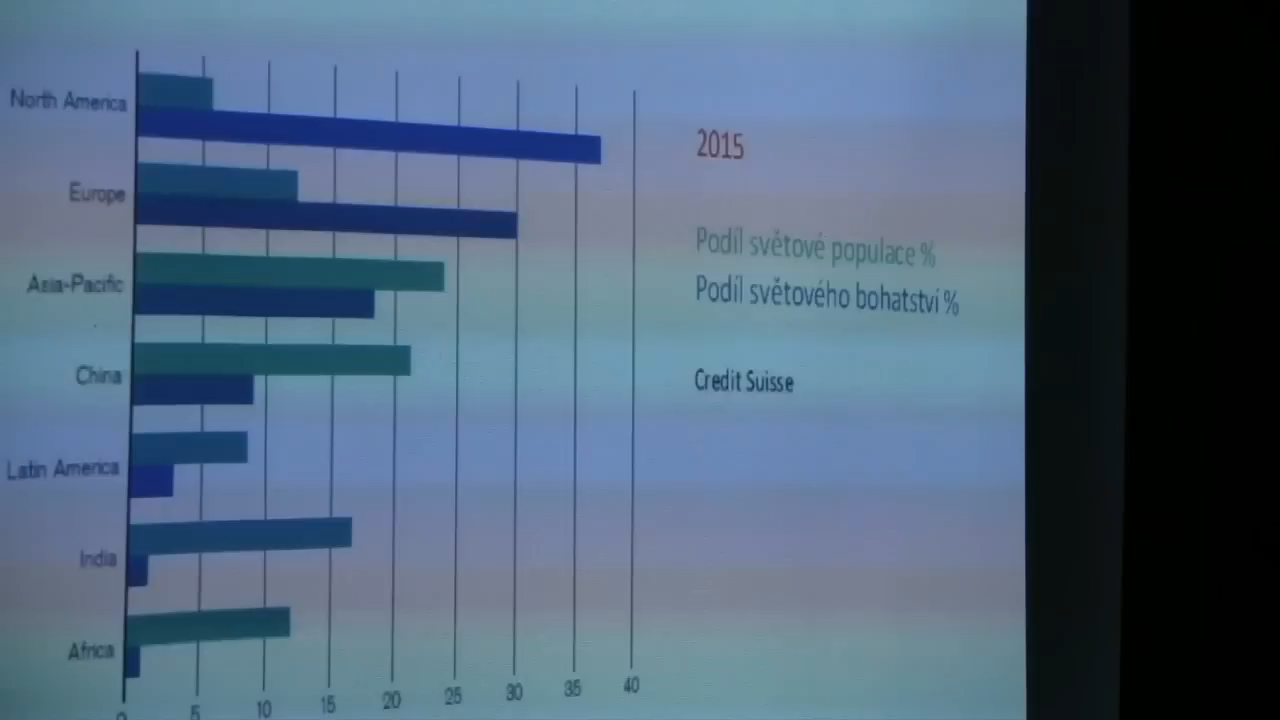 North America
Europe
Asia-Pacific
China
Latin America
India
Africa
0 5 10 15 20 25 30 35 40
2015
Podíl světové populace %
Podíl světového bohatství %
Credit Suisse